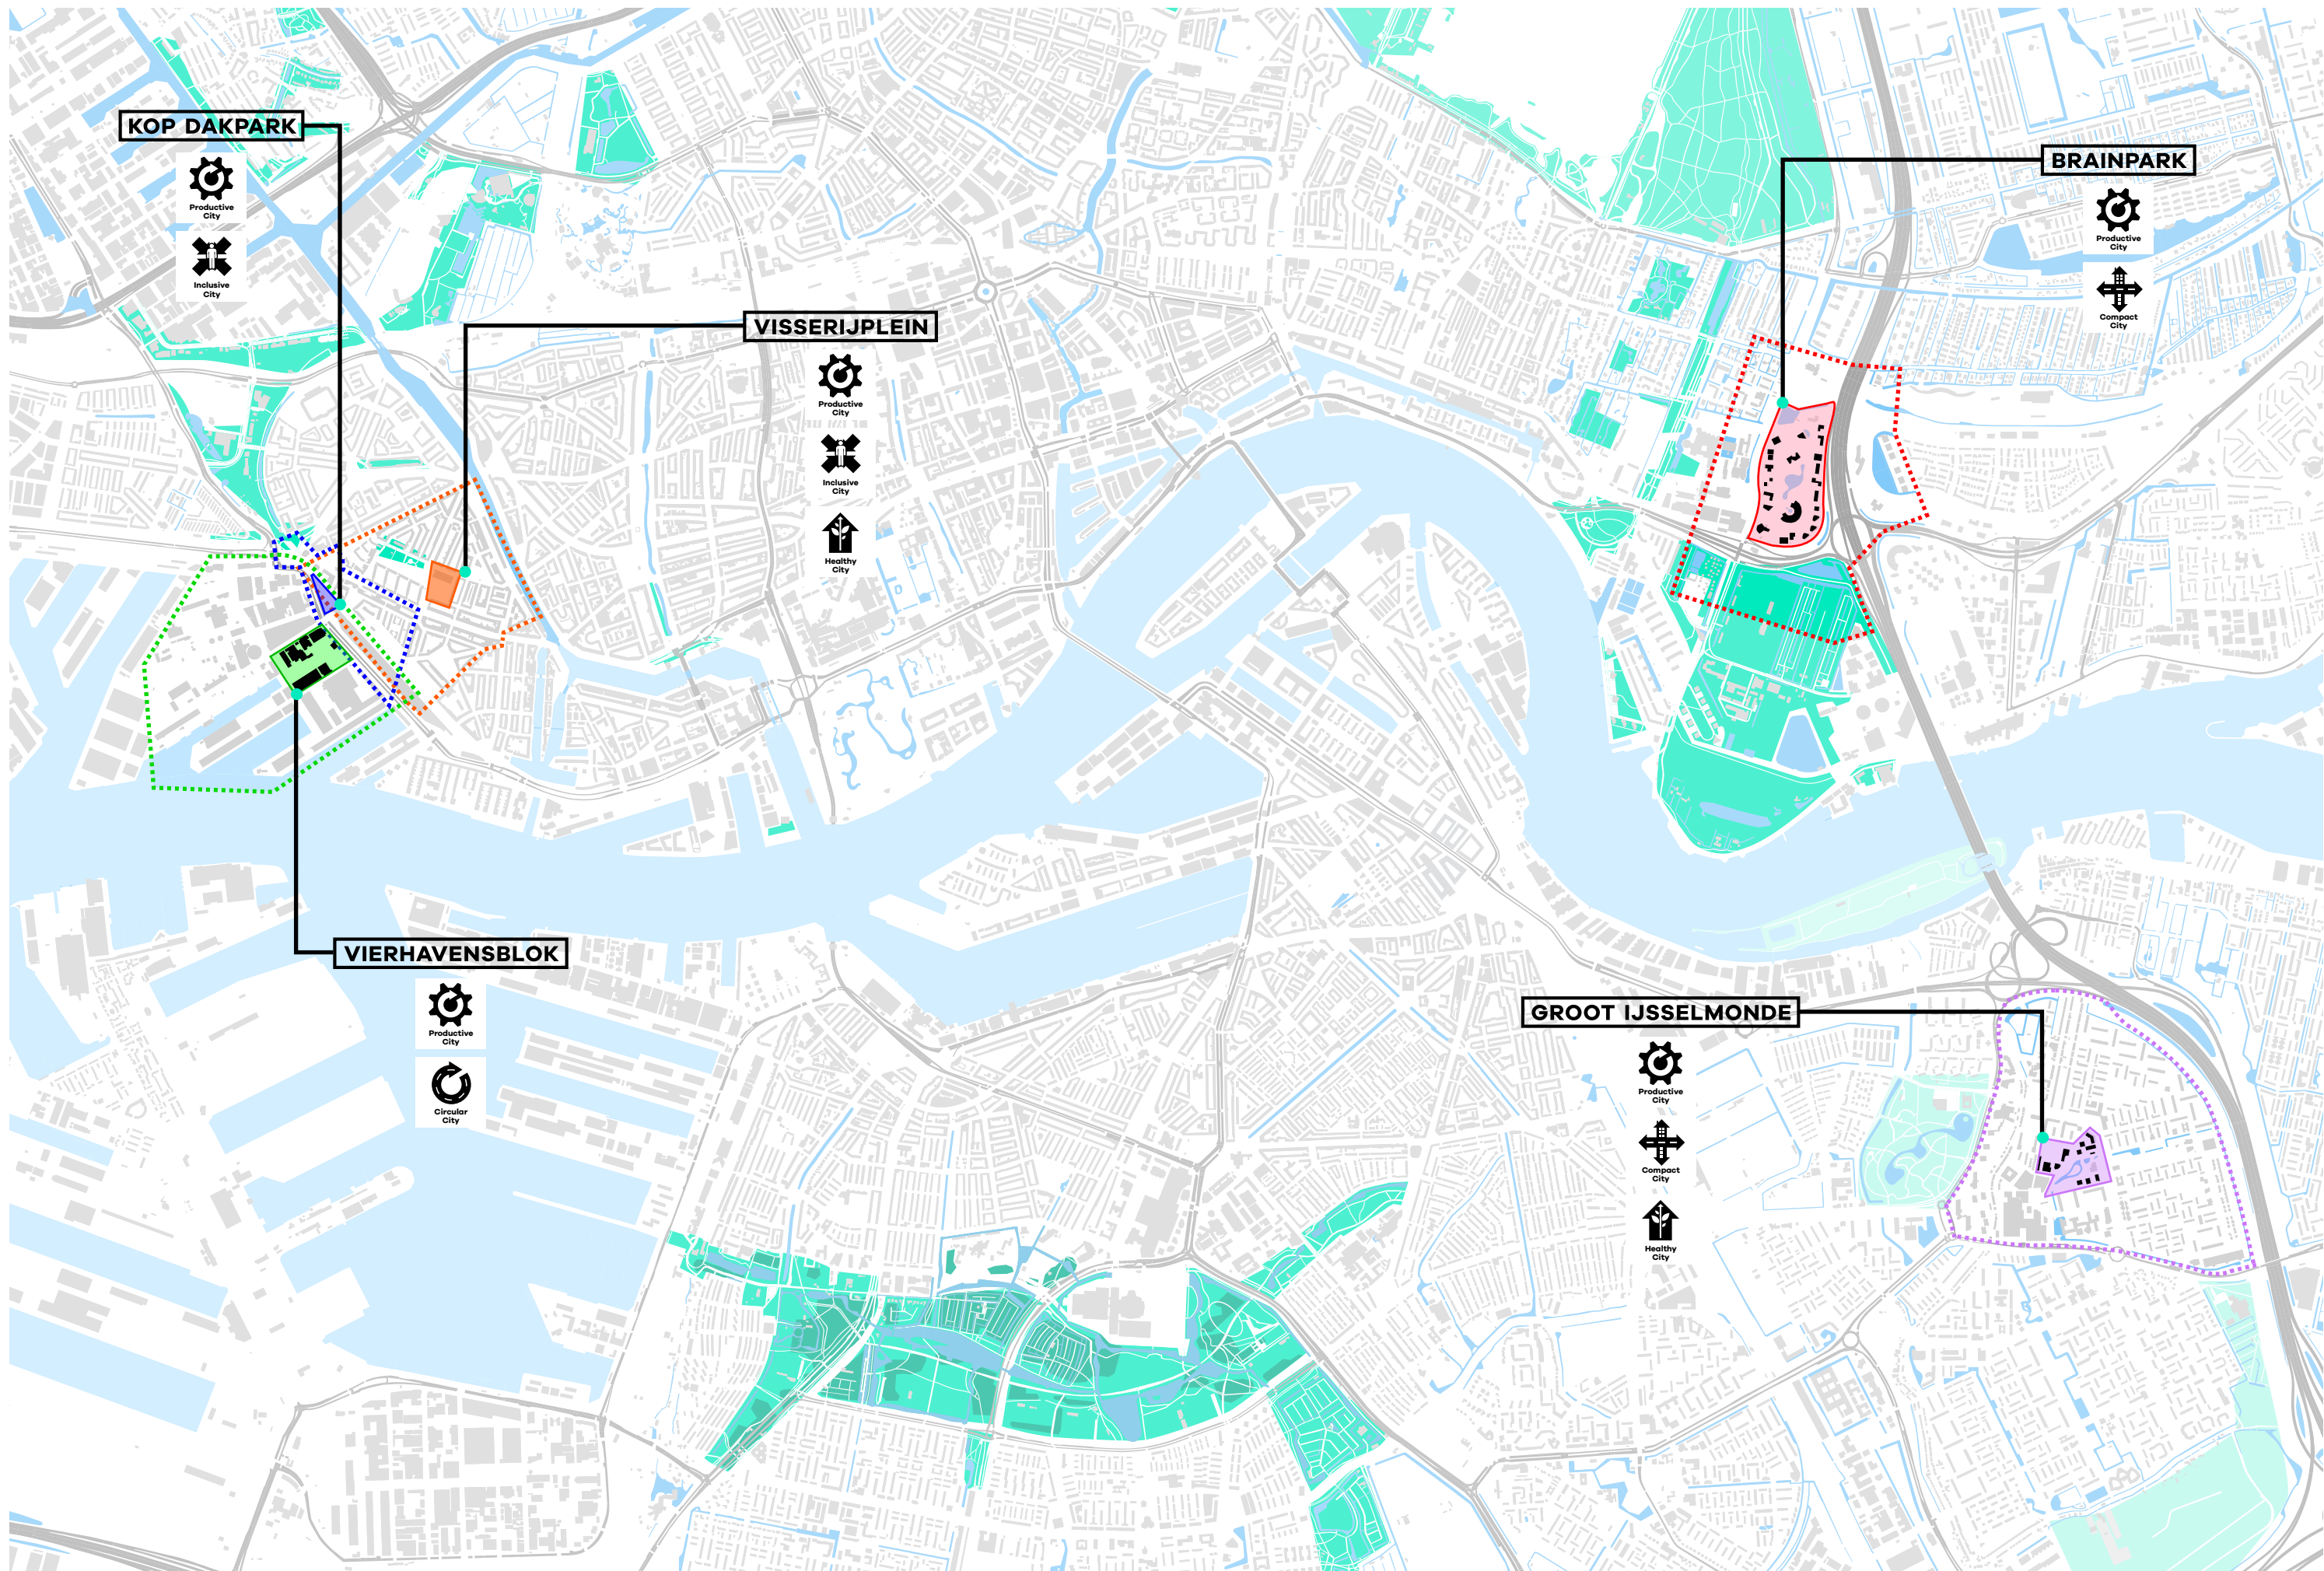 KOP DAKPARK
Productive
City
Inclusive
City
VISSERIJPLEIN
Productive
City
Inclusive
City
Healthy
City
BRAINPARK
Productive
City
Compact
City
VIERHAVENSBLOK
Productive
City
Circular
City
GROOT IJSSELMONDE
Productive
City
Compact
City
Healthy
City